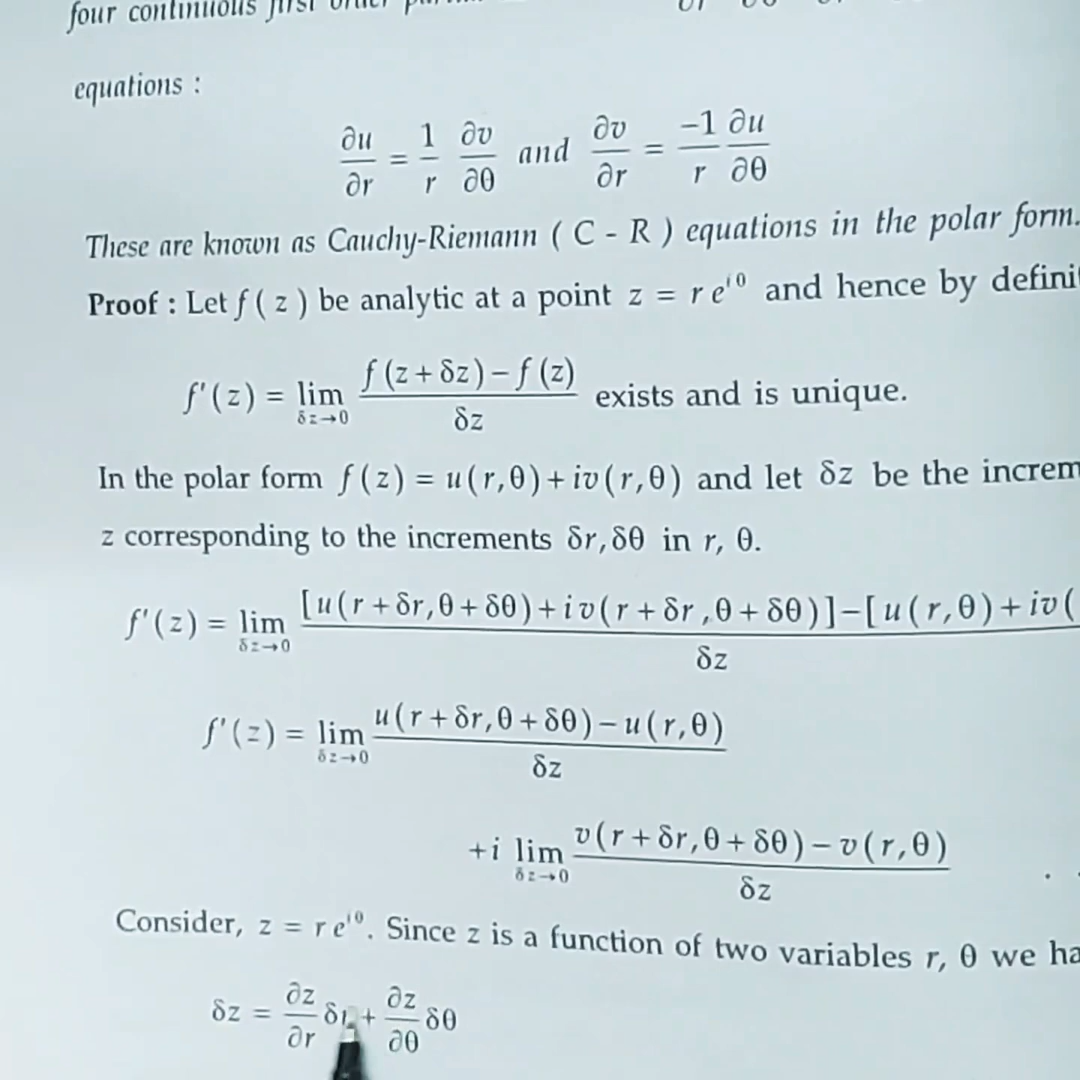 four continuous first order
equations :
∂u/∂r = 1/r ∂v/∂θ and ∂v/∂r = -1/r ∂u/∂θ
These are known as Cauchy-Riemann ( C - R ) equations in the polar form.
Proof : Let f ( z ) be analytic at a point z = r e^{iθ} and hence by defini
f'(z) = lim_{δz→0} (f (z + δz) – f (z))/δz exists and is unique.
In the polar form f (z) = u(r,θ) + iv(r,θ) and let δz be the increm
z corresponding to the increments δr, δθ in r, θ.
f'(z) = lim_{δz→0} ([u(r + δr, θ + δθ) + i v(r + δr , θ + δθ)] – [u(r,θ) + iv(/δz
f'(z) = lim_{δz→0} (u(r + δr, θ + δθ) – u(r,θ))/δz
+i lim_{δz→0} (v(r + δr, θ + δθ) – v(r,θ))/δz .
Consider, z = r e^{iθ}. Since z is a function of two variables r, θ we ha
δz = ∂z/∂r δr + ∂z/∂θ δθ